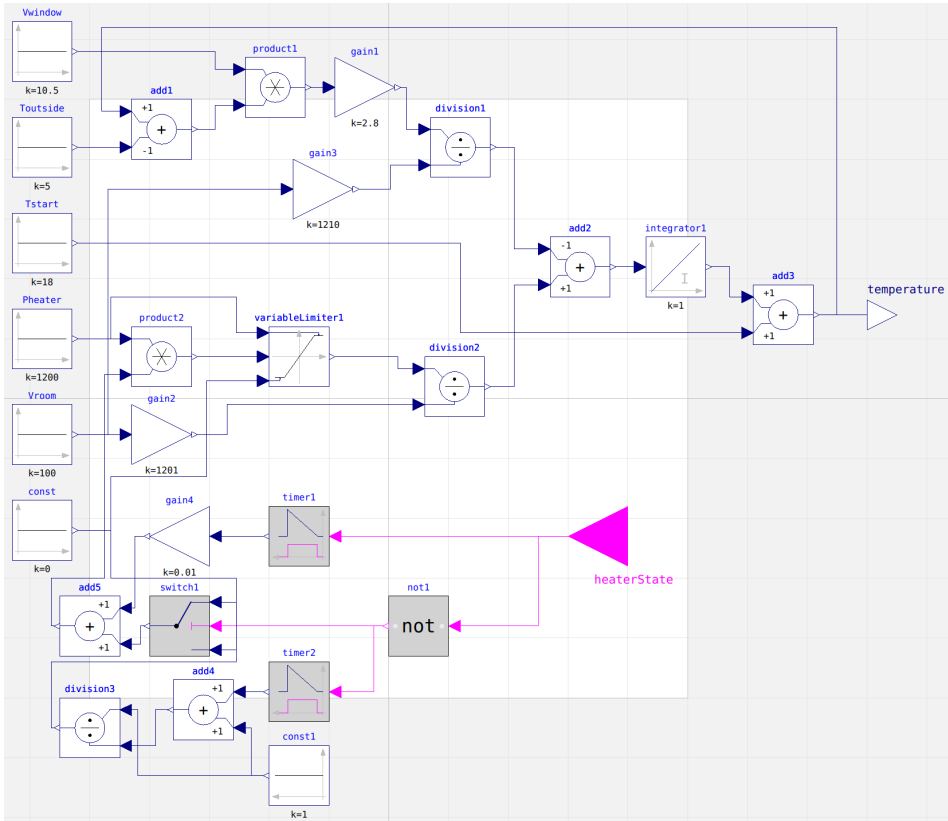 Vwindow
k=10.5
product1
gain1
k=2.8
Toutside
k=5
add1
+1
+
-1
division1
gain3
k=1210
Tstart
k=18
add2
-1
+
+1
integrator1
I
k=1
add3
+1
+
+1
temperature
Pheater
k=1200
product2
variableLimiter1
division2
Vroom
k=100
gain2
k=1201
const
k=0
gain4
k=0.01
timer1
heaterState
add5
+1
+
+1
switch1
not1
not
timer2
add4
+1
+
+1
division3
const1
k=1